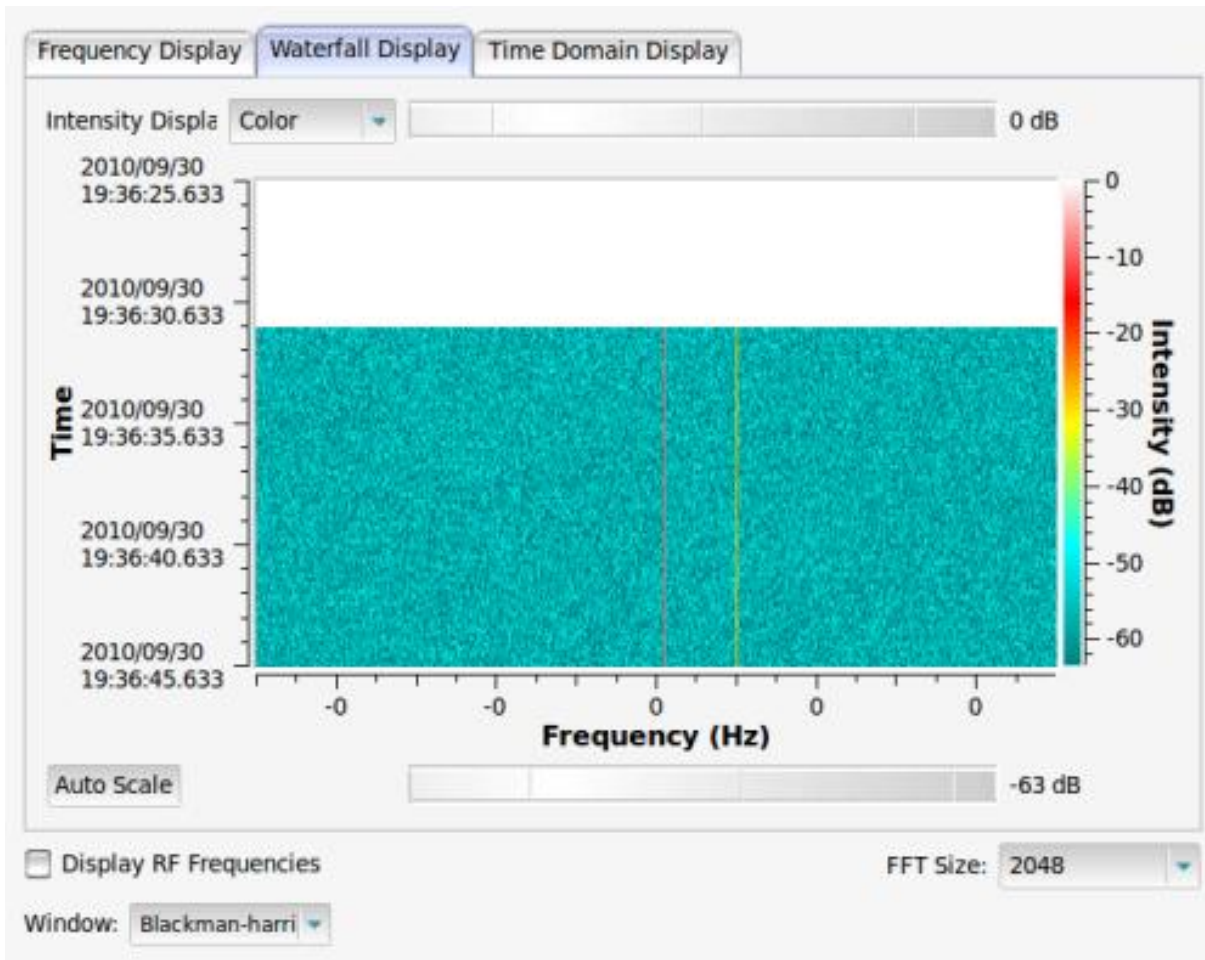 Frequency Display
Waterfall Display
Time Domain Display
Intensity Displa
Color
0 dB
2010/09/30
19:36:25.633
2010/09/30
19:36:30.633
2010/09/30
19:36:35.633
2010/09/30
19:36:40.633
2010/09/30
19:36:45.633
Time
0
-10
-20
-30
-40
-50
-60
Intensity (dB)
-0
-0
0
0
0
Frequency (Hz)
Auto Scale
-63 dB
Display RF Frequencies
FFT Size: 2048
Window: Blackman-harri